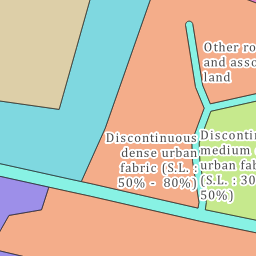 Other ro
and asso
land
Discontinuous
dense urban
fabric (S.L. :
50% - 80%)
Discontin
medium
urban fab
(S.L. : 30
50%)